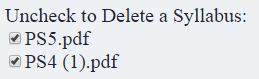 Uncheck to Delete a Syllabus:
PS5.pdf
PS4 (1).pdf